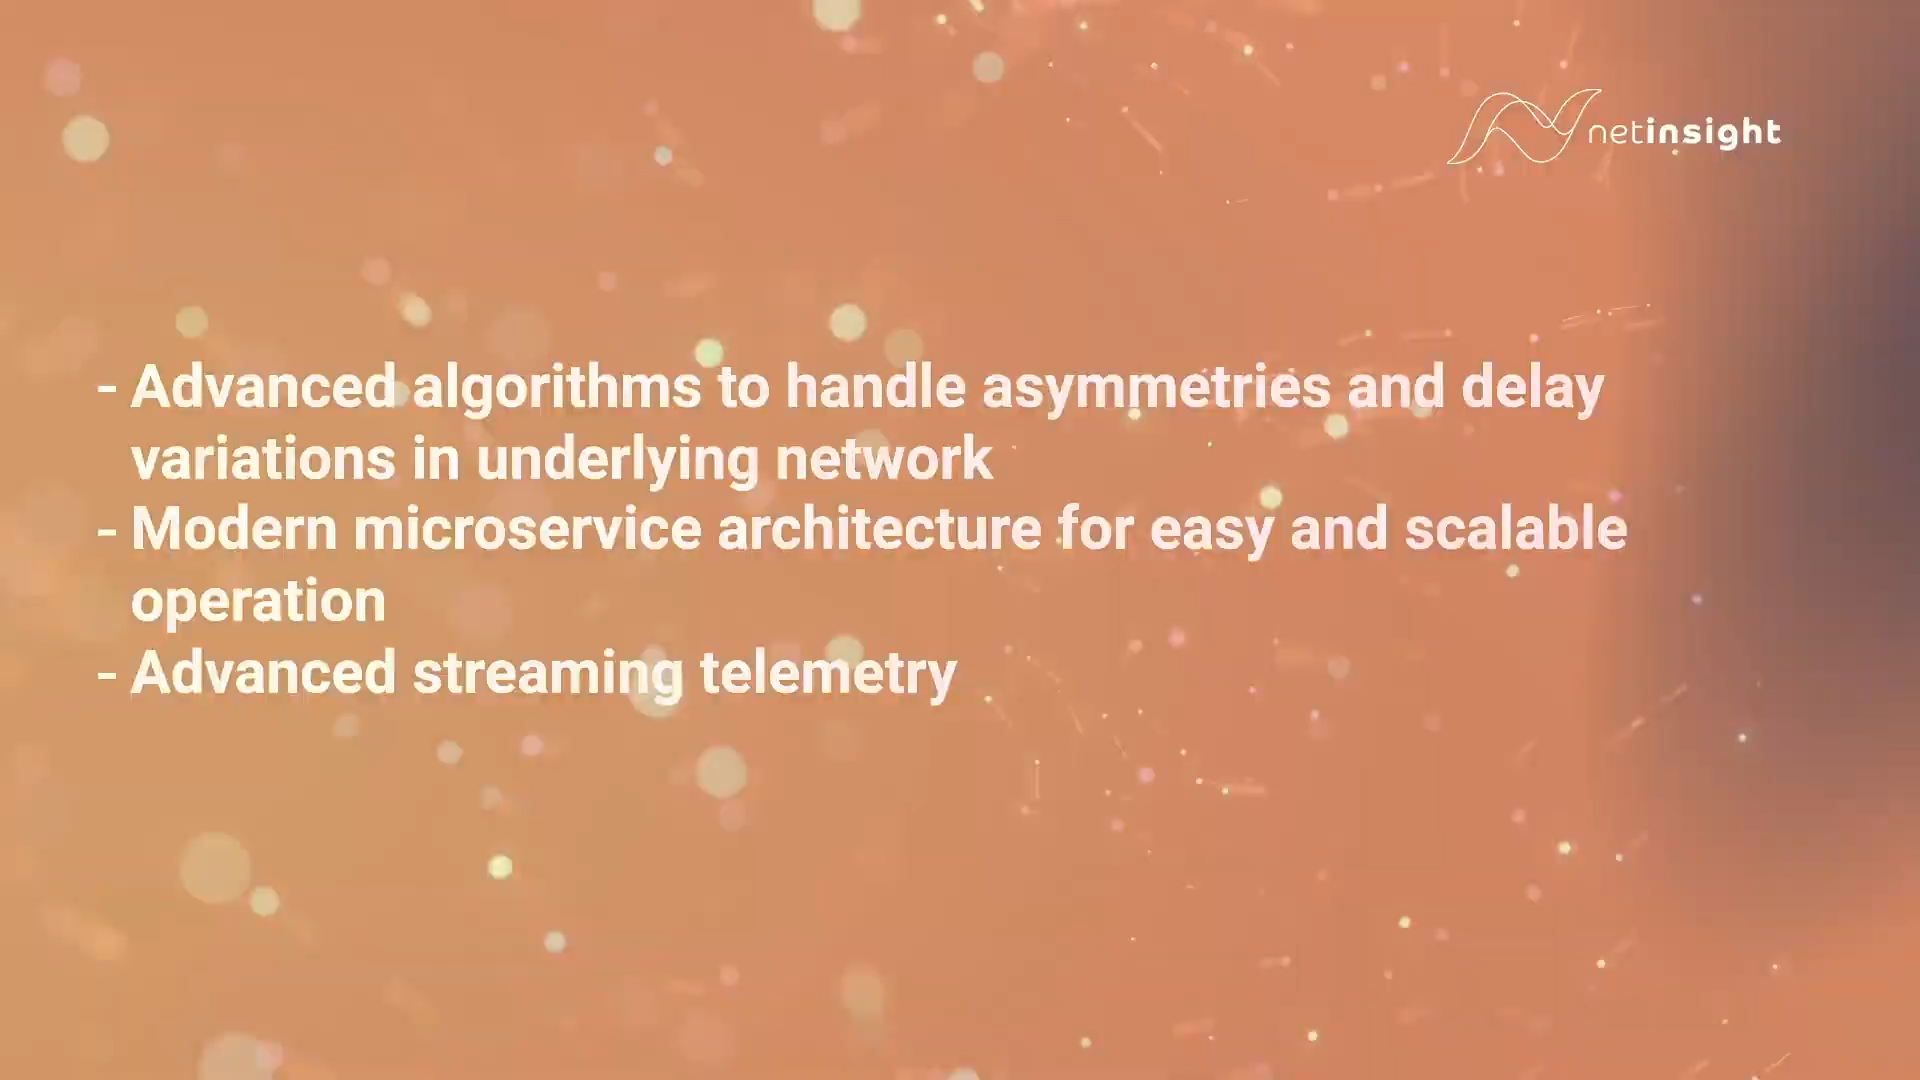 netinsight
- Advanced algorithms to handle asymmetries and delay
variations in underlying network
- Modern microservice architecture for easy and scalable
operation
- Advanced streaming telemetry